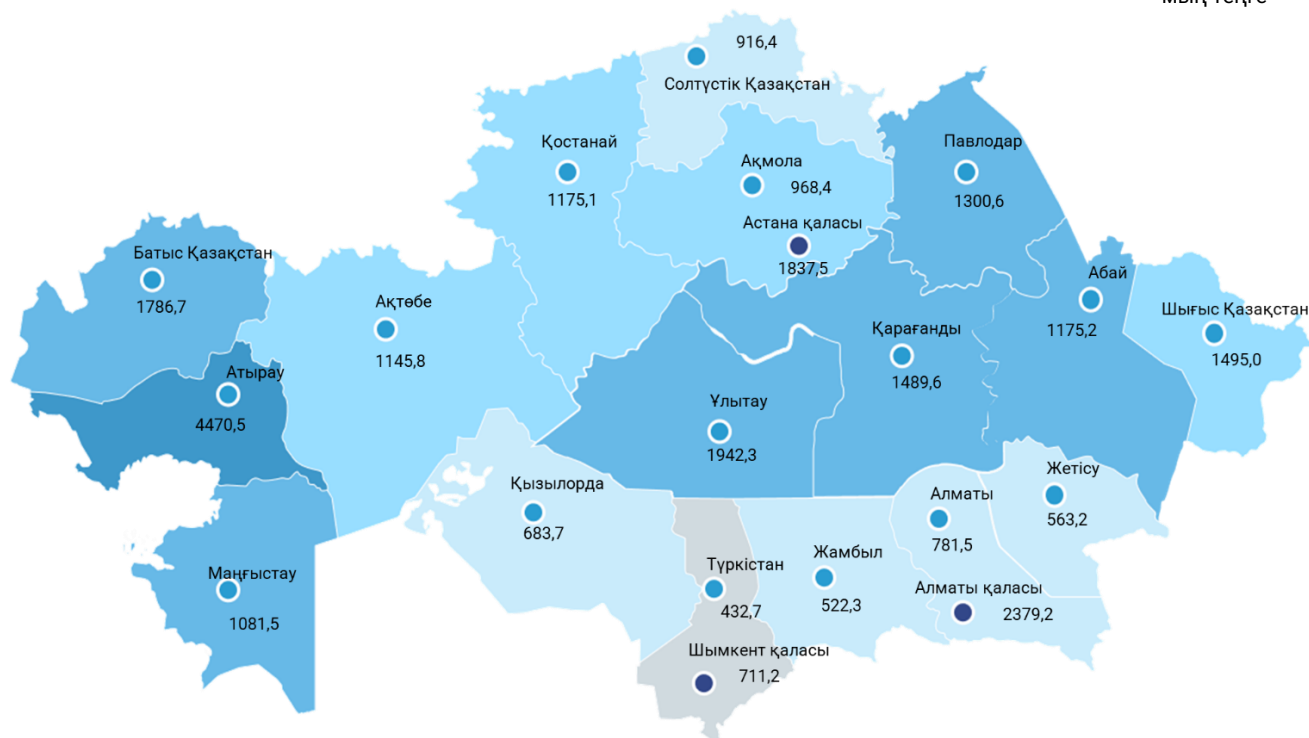 мың теңге
916,4
Солтүстік Қазақстан
Қостанай
1175,1
Ақмола
968,4
Астана қаласы
1837,5
Павлодар
1300,6
Батыс Қазақстан
1786,7
Ақтөбе
1145,8
Атырау
4470,5
Абай
1175,2
Шығыс Қазақстан
1495,0
Қарағанды
1489,6
Ұлытау
1942,3
Қызылорда
683,7
Маңғыстау
1081,5
Түркістан
432,7
Шымкент қаласы
711,2
Жамбыл
522,3
Алматы
781,5
Жетісу
563,2
Алматы қаласы
2379,2